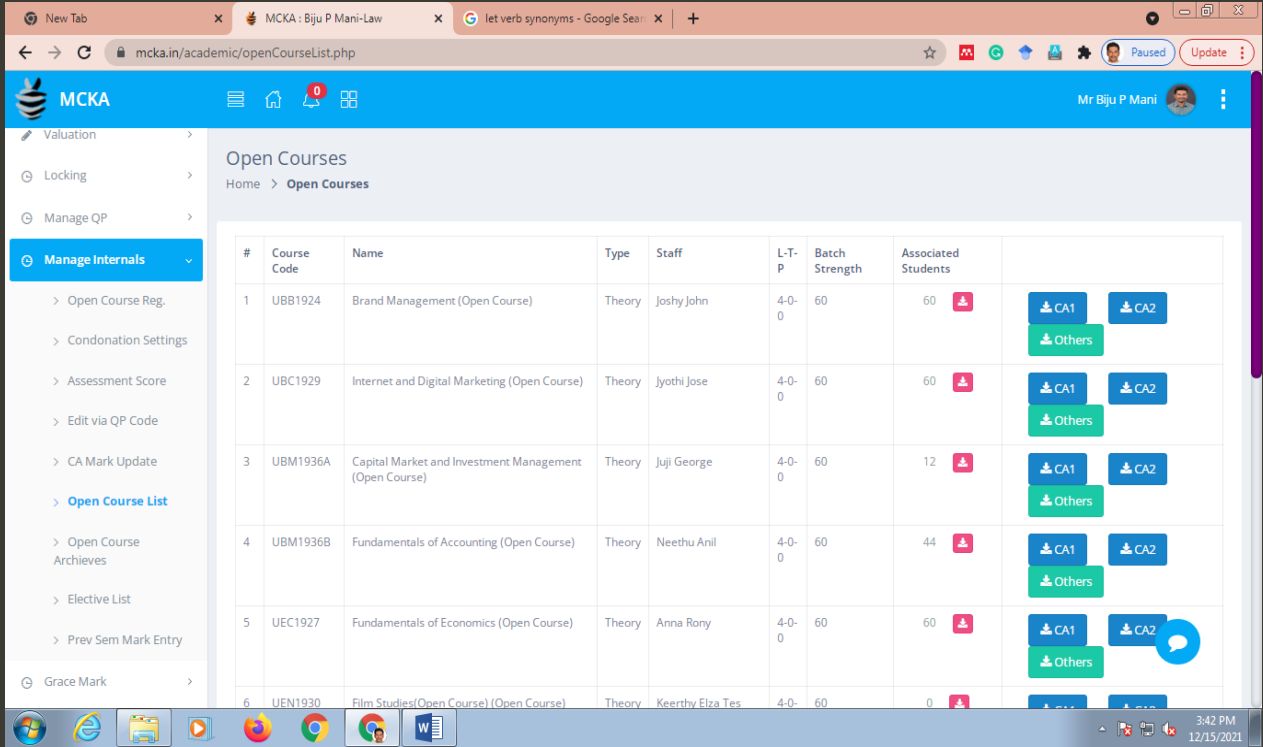 New Tab
MCKA : Biju P Mani-Law
let verb synonyms - Google Sear
mcka.in/academic/openCourseList.php
Paused
Update
MCKA
0
Mr Biju P Mani
Valuation
Locking
Manage QP
Manage Internals
Open Course Reg.
Condonation Settings
Assessment Score
Edit via QP Code
CA Mark Update
Open Course List
Open Course
Archieves
Elective List
Prev Sem Mark Entry
Grace Mark
Open Courses
Home > Open Courses
# Course Name Type Staff L-T- Batch Associated
Code P Strength Students
1 UBB1924 Brand Management (Open Course) Theory Joshy John 4-0- 60 60 CA1 CA2
0
Others
2 UBC1929 Internet and Digital Marketing (Open Course) Theory Jyothi Jose 4-0- 60 60 CA1 CA2
0
Others
3 UBM1936A Capital Market and Investment Management Theory Juji George 4-0- 60 12 CA1 CA2
(Open Course) 0
Others
4 UBM1936B Fundamentals of Accounting (Open Course) Theory Neethu Anil 4-0- 60 44 CA1 CA2
0
Others
5 UEC1927 Fundamentals of Economics (Open Course) Theory Anna Rony 4-0- 60 60 CA1 CA2
0
Others
6 UEN1930 Film Studies(Open Course) (Open Course) Theory Keerthy Elza Tes 4-0- 60 0 CA1 CA2
3:42 PM
12/15/2021